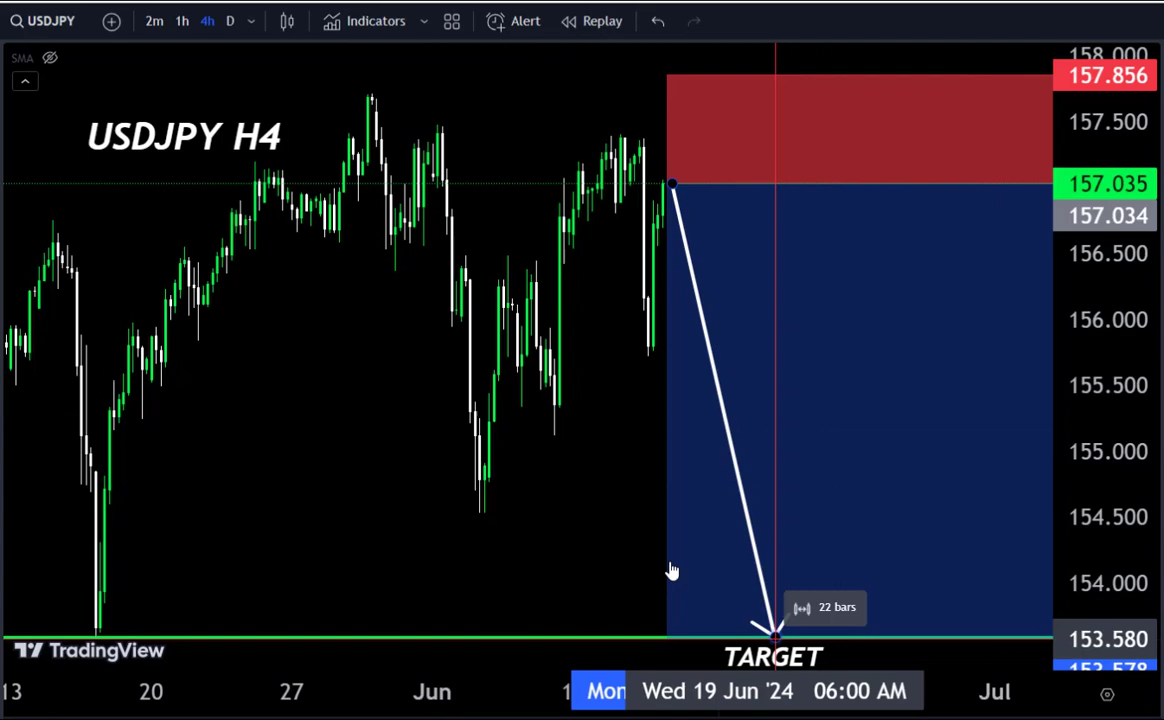 USDJPY 2m 1h 4h D Indicators Alert Replay
SMA
USDJPY H4
158.000
157.856
157.500
157.035
157.034
156.500
156.000
155.500
155.000
154.500
154.000
22 bars
153.580
TradingView
TARGET
153.578
13 20 27 Jun Mon Wed 19 Jun '24 06:00 AM Jul